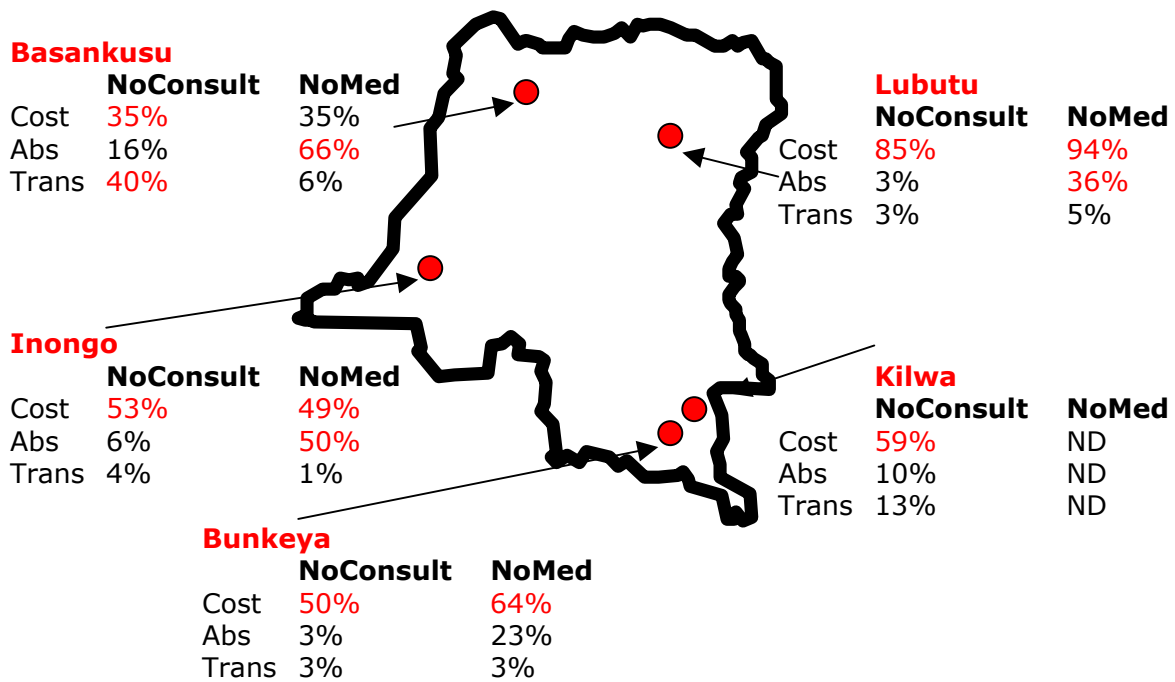 Basankusu
NoConsult NoMed
Cost 35% 35%
Abs 16% 66%
Trans 40% 6%
Lubutu
NoConsult NoMed
Cost 85% 94%
Abs 3% 36%
Trans 3% 5%
Inongo
NoConsult NoMed
Cost 53% 49%
Abs 6% 50%
Trans 4% 1%
Kilwa
NoConsult NoMed
Cost 59% ND
Abs 10% ND
Trans 13% ND
Bunkeya
NoConsult NoMed
Cost 50% 64%
Abs 3% 23%
Trans 3% 3%